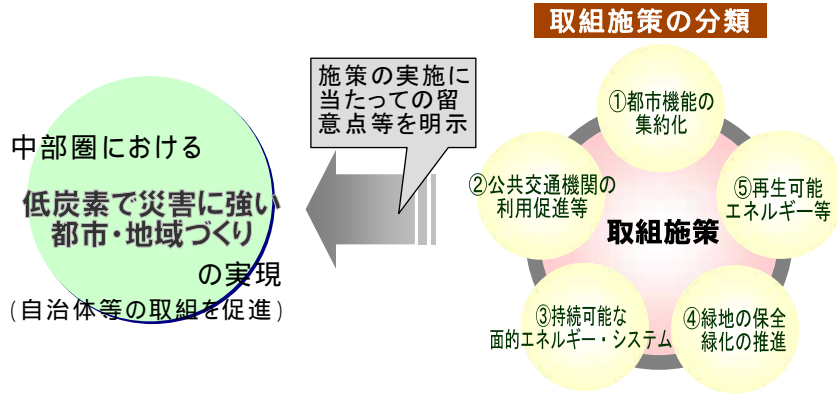 取組施策の分類
施策の実施に
当たっての留
意点等を明示
中部圏における
低炭素で災害に強い
都市・地域づくり
の実現
(自治体等の取組を促進)
①都市機能の
集約化
②公共交通機関の
利用促進等
⑤再生可能
エネルギー等
取組施策
③持続可能な
面的エネルギー・システム
④緑地の保全
緑化の推進